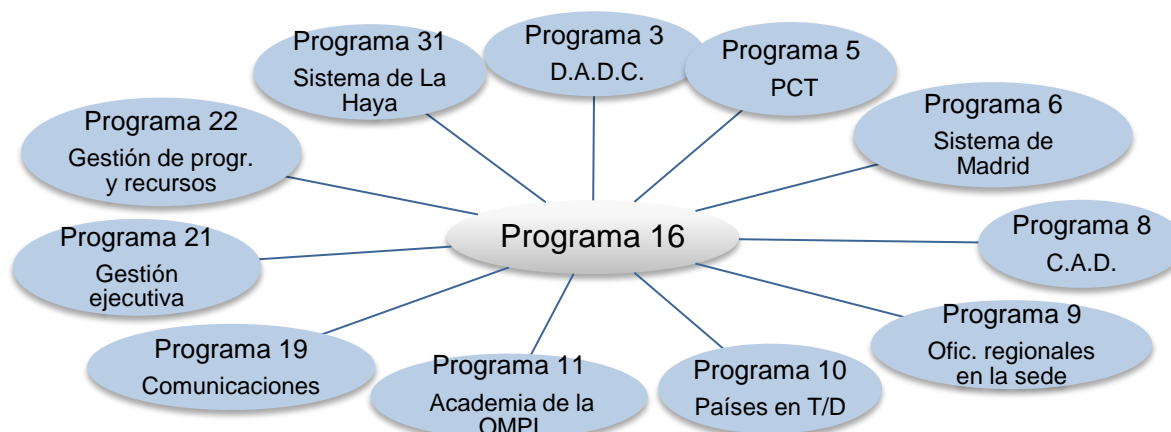 Programa 31
Sistema de La
Haya
Programa 3
D.A.D.C.
Programa 5
PCT
Programa 6
Sistema de
Madrid
Programa 22
Gestión de progr.
y recursos
Programa 16
Programa 8
C.A.D.
Programa 21
Gestión
ejecutiva
Programa 9
Ofic. regionales
en la sede
Programa 19
Comunicaciones
Programa 11
Academia de la
OMPI
Programa 10
Países en T/D